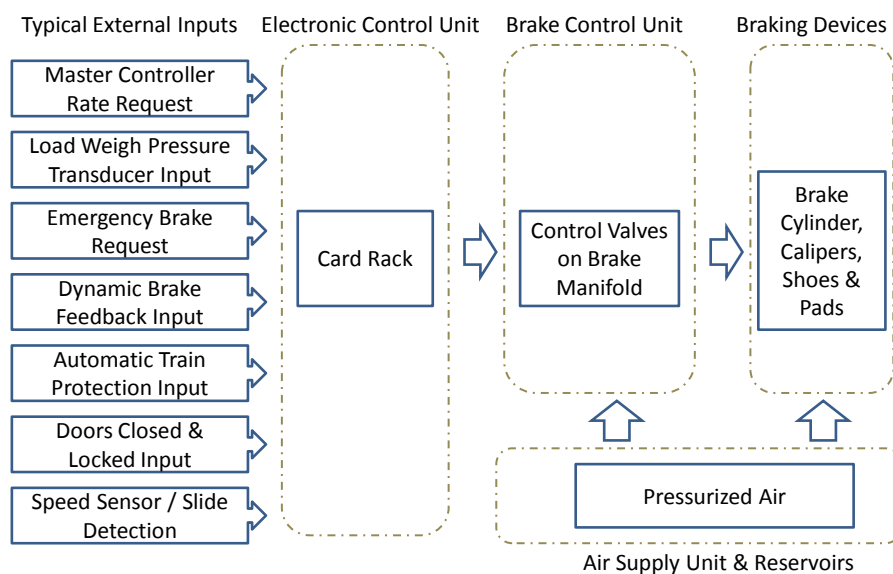 Typical External Inputs
Electronic Control Unit
Brake Control Unit
Braking Devices
Master Controller
Rate Request
Load Weigh Pressure
Transducer Input
Emergency Brake
Request
Dynamic Brake
Feedback Input
Automatic Train
Protection Input
Doors Closed &
Locked Input
Speed Sensor / Slide
Detection
Card Rack
Control Valves
on Brake
Manifold
Brake
Cylinder,
Calipers,
Shoes &
Pads
Pressurized Air
Air Supply Unit & Reservoirs